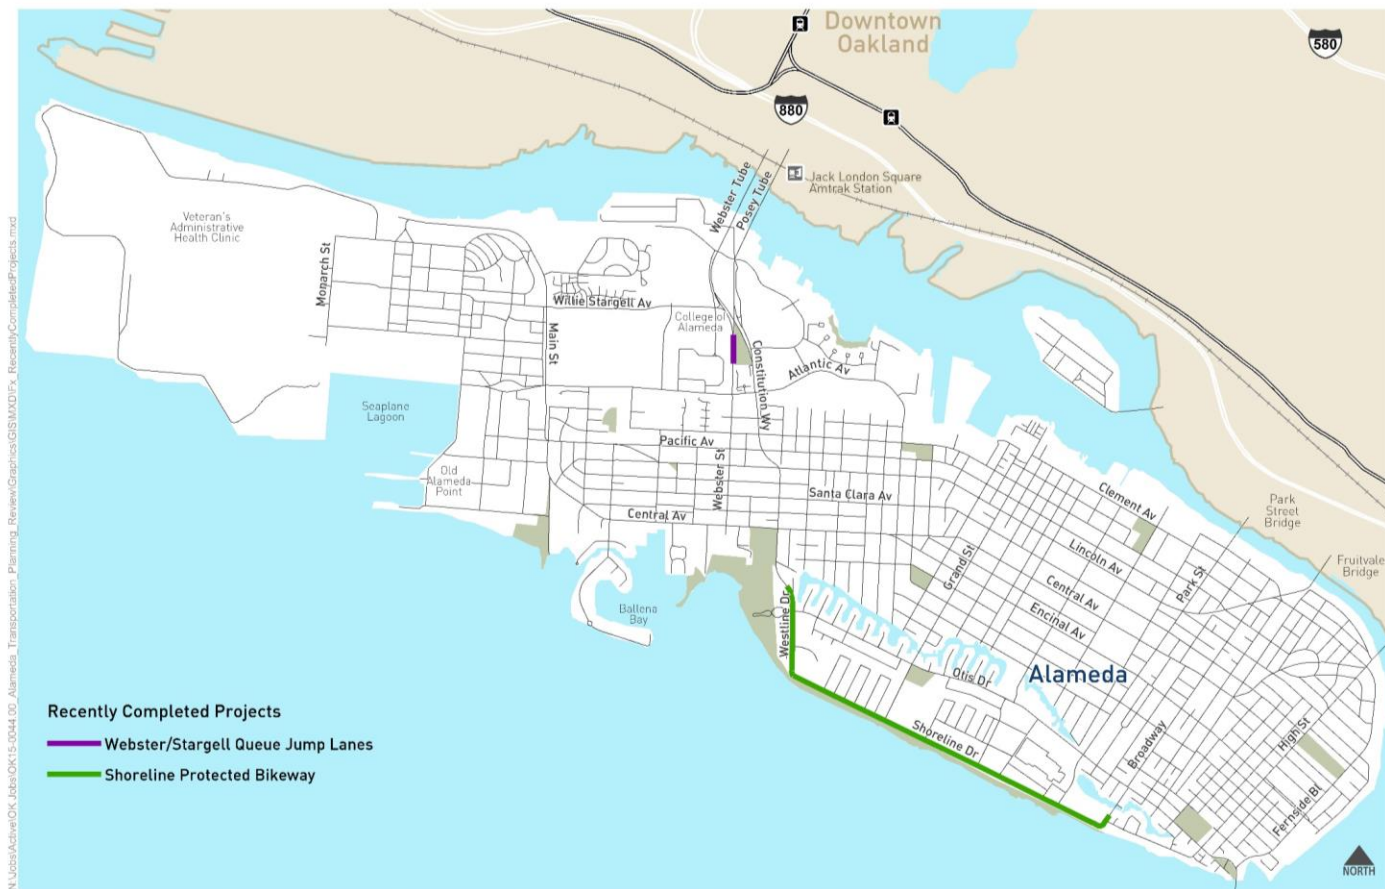 Downtown
Oakland
580
880
Jack London Square
Amtrak Station
Webster Tube
Posey Tube
Veteran's
Administrative
Health Clinic
Monarch St
Willie Stargell Av
Main St
College of
Alameda
Constitution Wy
Atlantic Av
Seaplane
Lagoon
Pacific Av
Old
Alameda
Point
Webster St
Santa Clara Av
Central Av
Clement Av
Park
Street
Bridge
Lincoln Av
Grand St
Park St
Fruitvale
Bridge
Central Av
Encinal Av
Ballena
Bay
Westline Dr
Otis Dr
Alameda
Shoreline Dr
Broadway
High St
Fernside Bl
Recently Completed Projects
Webster/Stargell Queue Jump Lanes
Shoreline Protected Bikeway
NORTH